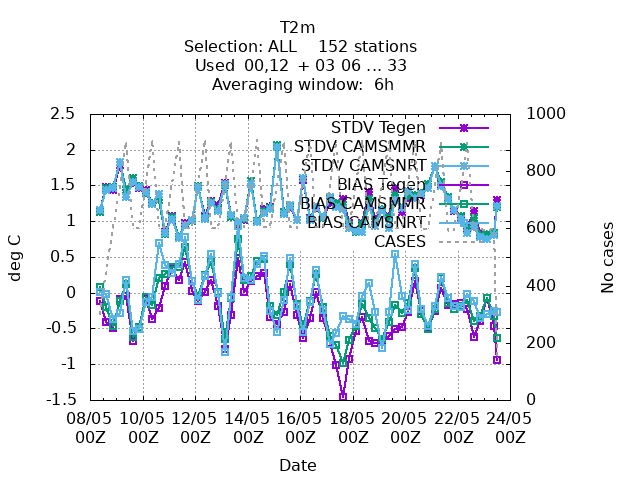 T2m
Selection: ALL    152 stations
Used  00,12  + 03 06 ... 33
Averaging window:  6h
2.5
2
1.5
1
0.5
0
-0.5
-1
-1.5
1000
800
600
400
200
0
deg C
No cases
STDV Tegen
STDV CAMSMMR
STDV CAMSNRT
BIAS Tegen
BIAS CAMSMMR
BIAS CAMSNRT
CASES
08/05 10/05 12/05 14/05 16/05 18/05 20/05 22/05 24/05
00Z 00Z 00Z 00Z 00Z 00Z 00Z 00Z 00Z
Date